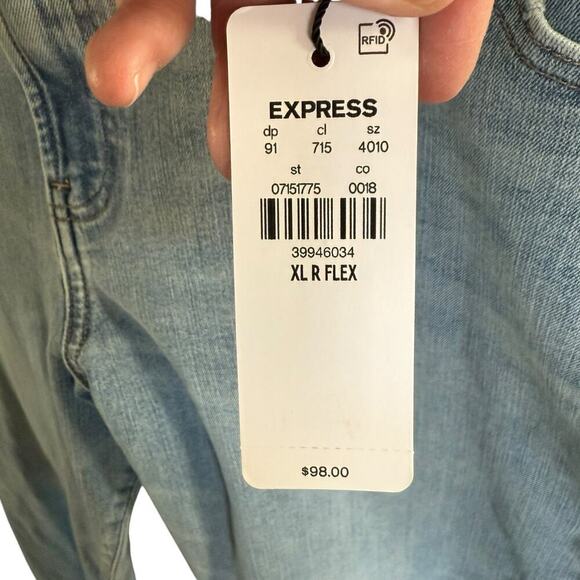 RFID
EXPRESS
dp cl sz
91 715 4010
st co
07151775 0018
39946034
XL R FLEX
$98.00